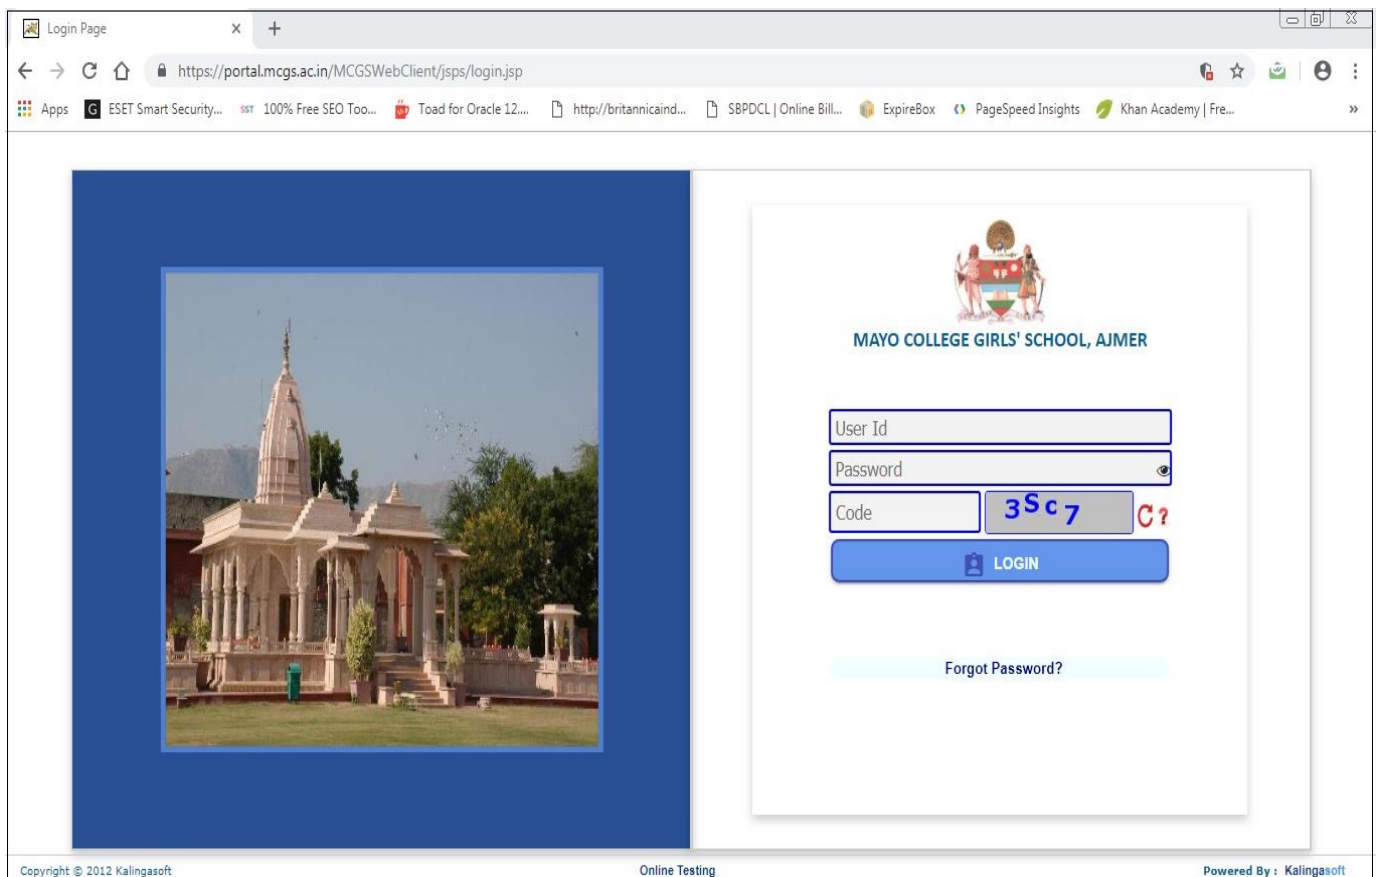 Login Page
https://portal.mcgs.ac.in/MCGSWebClient/jsps/login.jsp
Apps G ESET Smart Security... SST 100% Free SEO Too... Toad for Oracle 12.... http://britannicaind... SBPDCL | Online Bill... ExpireBox PageSpeed Insights Khan Academy | Fre... »
MAYO COLLEGE GIRLS' SCHOOL, AJMER
User Id
Password
Code 3Sc7 ?
LOGIN
Forgot Password?
Copyright © 2012 Kalingasoft Online Testing Powered By : Kalingasoft